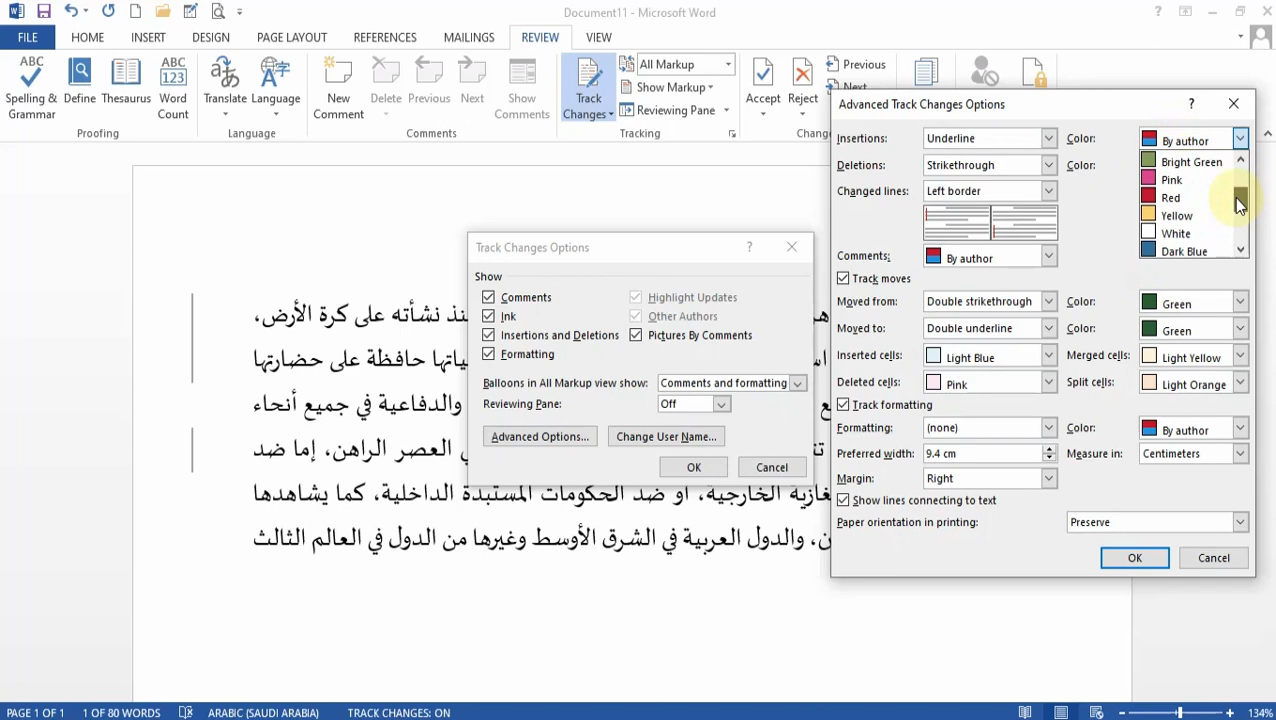 Document11 - Microsoft Word
FILE HOME INSERT DESIGN PAGE LAYOUT REFERENCES MAILINGS REVIEW VIEW
ABC
Spelling & Grammar
Define
Thesaurus
ABC 123
Word Count
Proofing
Translate
Language
Language
New Comment
Delete
Previous
Next
Show Comments
Comments
Track Changes
All Markup
Show Markup
Reviewing Pane
Tracking
Accept
Reject
Previous
Next
Advanced Track Changes Options
Insertions: Underline Color: By author
Deletions: Strikethrough Color:
Bright Green
Pink
Red
Yellow
White
Dark Blue
Changed lines: Left border
Comments: By author
Track moves
Moved from: Double strikethrough Color: Green
Moved to: Double underline Color: Green
Inserted cells: Light Blue Merged cells: Light Yellow
Deleted cells: Pink Split cells: Light Orange
Track formatting
Formatting: (none) Color: By author
Preferred width: 9.4 cm Measure in: Centimeters
Margin: Right
Show lines connecting to text
Paper orientation in printing: Preserve
OK Cancel
Track Changes Options
Show
Comments Highlight Updates
Ink Other Authors
Insertions and Deletions Pictures By Comments
Formatting
Balloons in All Markup view show: Comments and formatting
Reviewing Pane: Off
Advanced Options... Change User Name...
OK Cancel
نشأته على كرة الأرض،
حافظة على حضارتها
والدفاعية في جميع أنحاء
العصر الراهن، إما ضد
الخارجية، او ضد الحكومات المستبدة الداخلية، كما يشاهدها
والدول العربية في الشرق الأوسط وغيرها من الدول في العالم الثالث
PAGE 1 OF 1 1 OF 80 WORDS ARABIC (SAUDI ARABIA) TRACK CHANGES: ON 134%